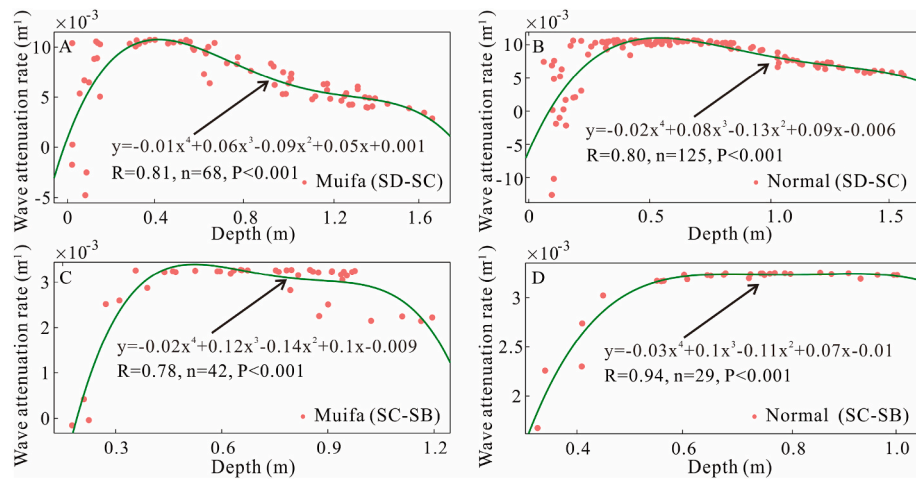 ×10⁻³
A
Wave attenuation rate (m¹)
10
5
0
-5
y=-0.01x⁴+0.06x³-0.09x²+0.05x+0.001
R=0.81, n=68, P<0.001
Muifa (SD-SC)
0 0.4 0.8 1.2 1.6
Depth (m)
×10⁻³
B
Wave attenuation rate (m¹)
10
5
0
-5
-10
y=-0.02x⁴+0.08x³-0.13x²+0.09x-0.006
R=0.80, n=125, P<0.001
Normal (SD-SC)
0 0.5 1.0 1.5
Depth (m)
×10⁻³
C
Wave attenuation rate (m¹)
3
2
1
0
y=-0.02x⁴+0.12x³-0.14x²+0.1x-0.009
R=0.78, n=42, P<0.001
Muifa (SC-SB)
0.3 0.6 0.9 1.2
Depth (m)
×10⁻³
D
Wave attenuation rate (m¹)
3
2.5
2
y=-0.03x⁴+0.1x³-0.11x²+0.07x-0.01
R=0.94, n=29, P<0.001
Normal (SC-SB)
0.4 0.6 0.8 1.0
Depth (m)